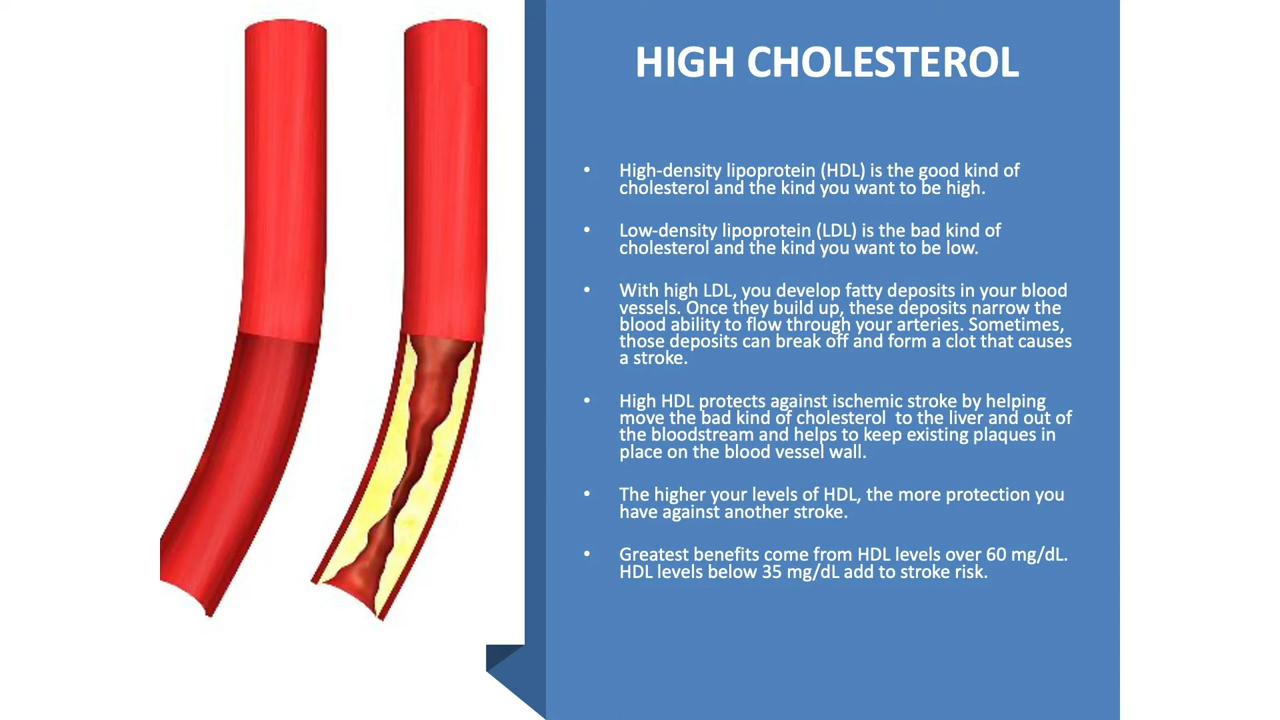 HIGH CHOLESTEROL
• High-density lipoprotein (HDL) is the good kind of
cholesterol and the kind you want to be high.
• Low-density lipoprotein (LDL) is the bad kind of
cholesterol and the kind you want to be low.
• With high LDL, you develop fatty deposits in your blood
vessels. Once they build up, these deposits narrow the
blood ability to flow through your arteries. Sometimes,
those deposits can break off and form a clot that causes
a stroke.
• High HDL protects against ischemic stroke by helping
move the bad kind of cholesterol  to the liver and out of
the bloodstream and helps to keep existing plaques in
place on the blood vessel wall.
• The higher your levels of HDL, the more protection you
have against another stroke.
• Greatest benefits come from HDL levels over 60 mg/dL.
HDL levels below 35 mg/dL add to stroke risk.